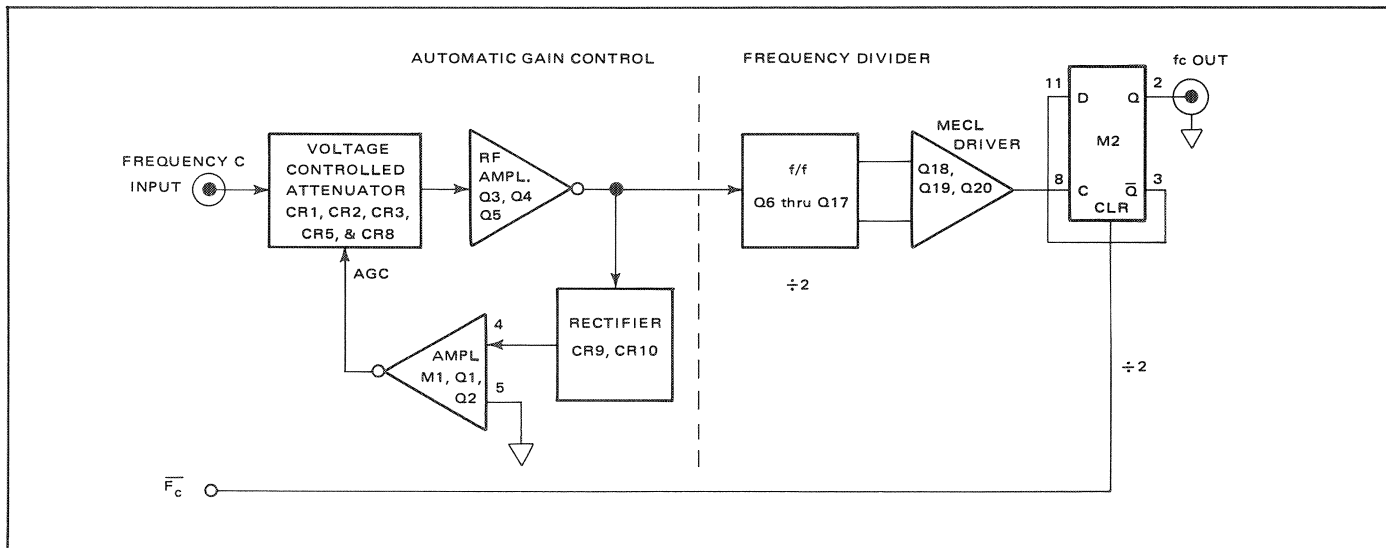 AUTOMATIC GAIN CONTROL
FREQUENCY DIVIDER
fc OUT
FREQUENCY C
INPUT
VOLTAGE
CONTROLLED
ATTENUATOR
CR1, CR2, CR3,
CR5, & CR8
RF
AMPL.
Q3, Q4
Q5
f/f
Q6 thru Q17
÷2
MECL
DRIVER
Q18,
Q19, Q20
11
D
Q
2
M2
8
C
Q̅
3
CLR
AGC
AMPL
M1, Q1,
Q2
4
5
RECTIFIER
CR9, CR10
÷2
F̅c̅